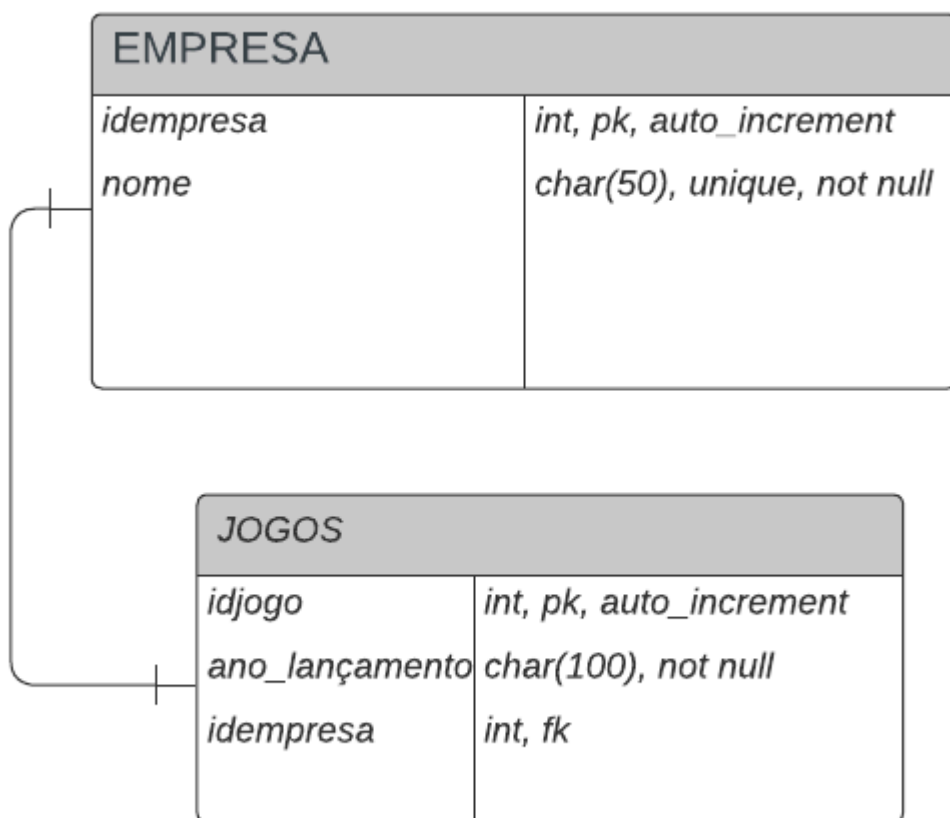 EMPRESA
idempresa int, pk, auto_increment
nome char(50), unique, not null
JOGOS
idjogo int, pk, auto_increment
ano_lançamento char(100), not null
idempresa int, fk